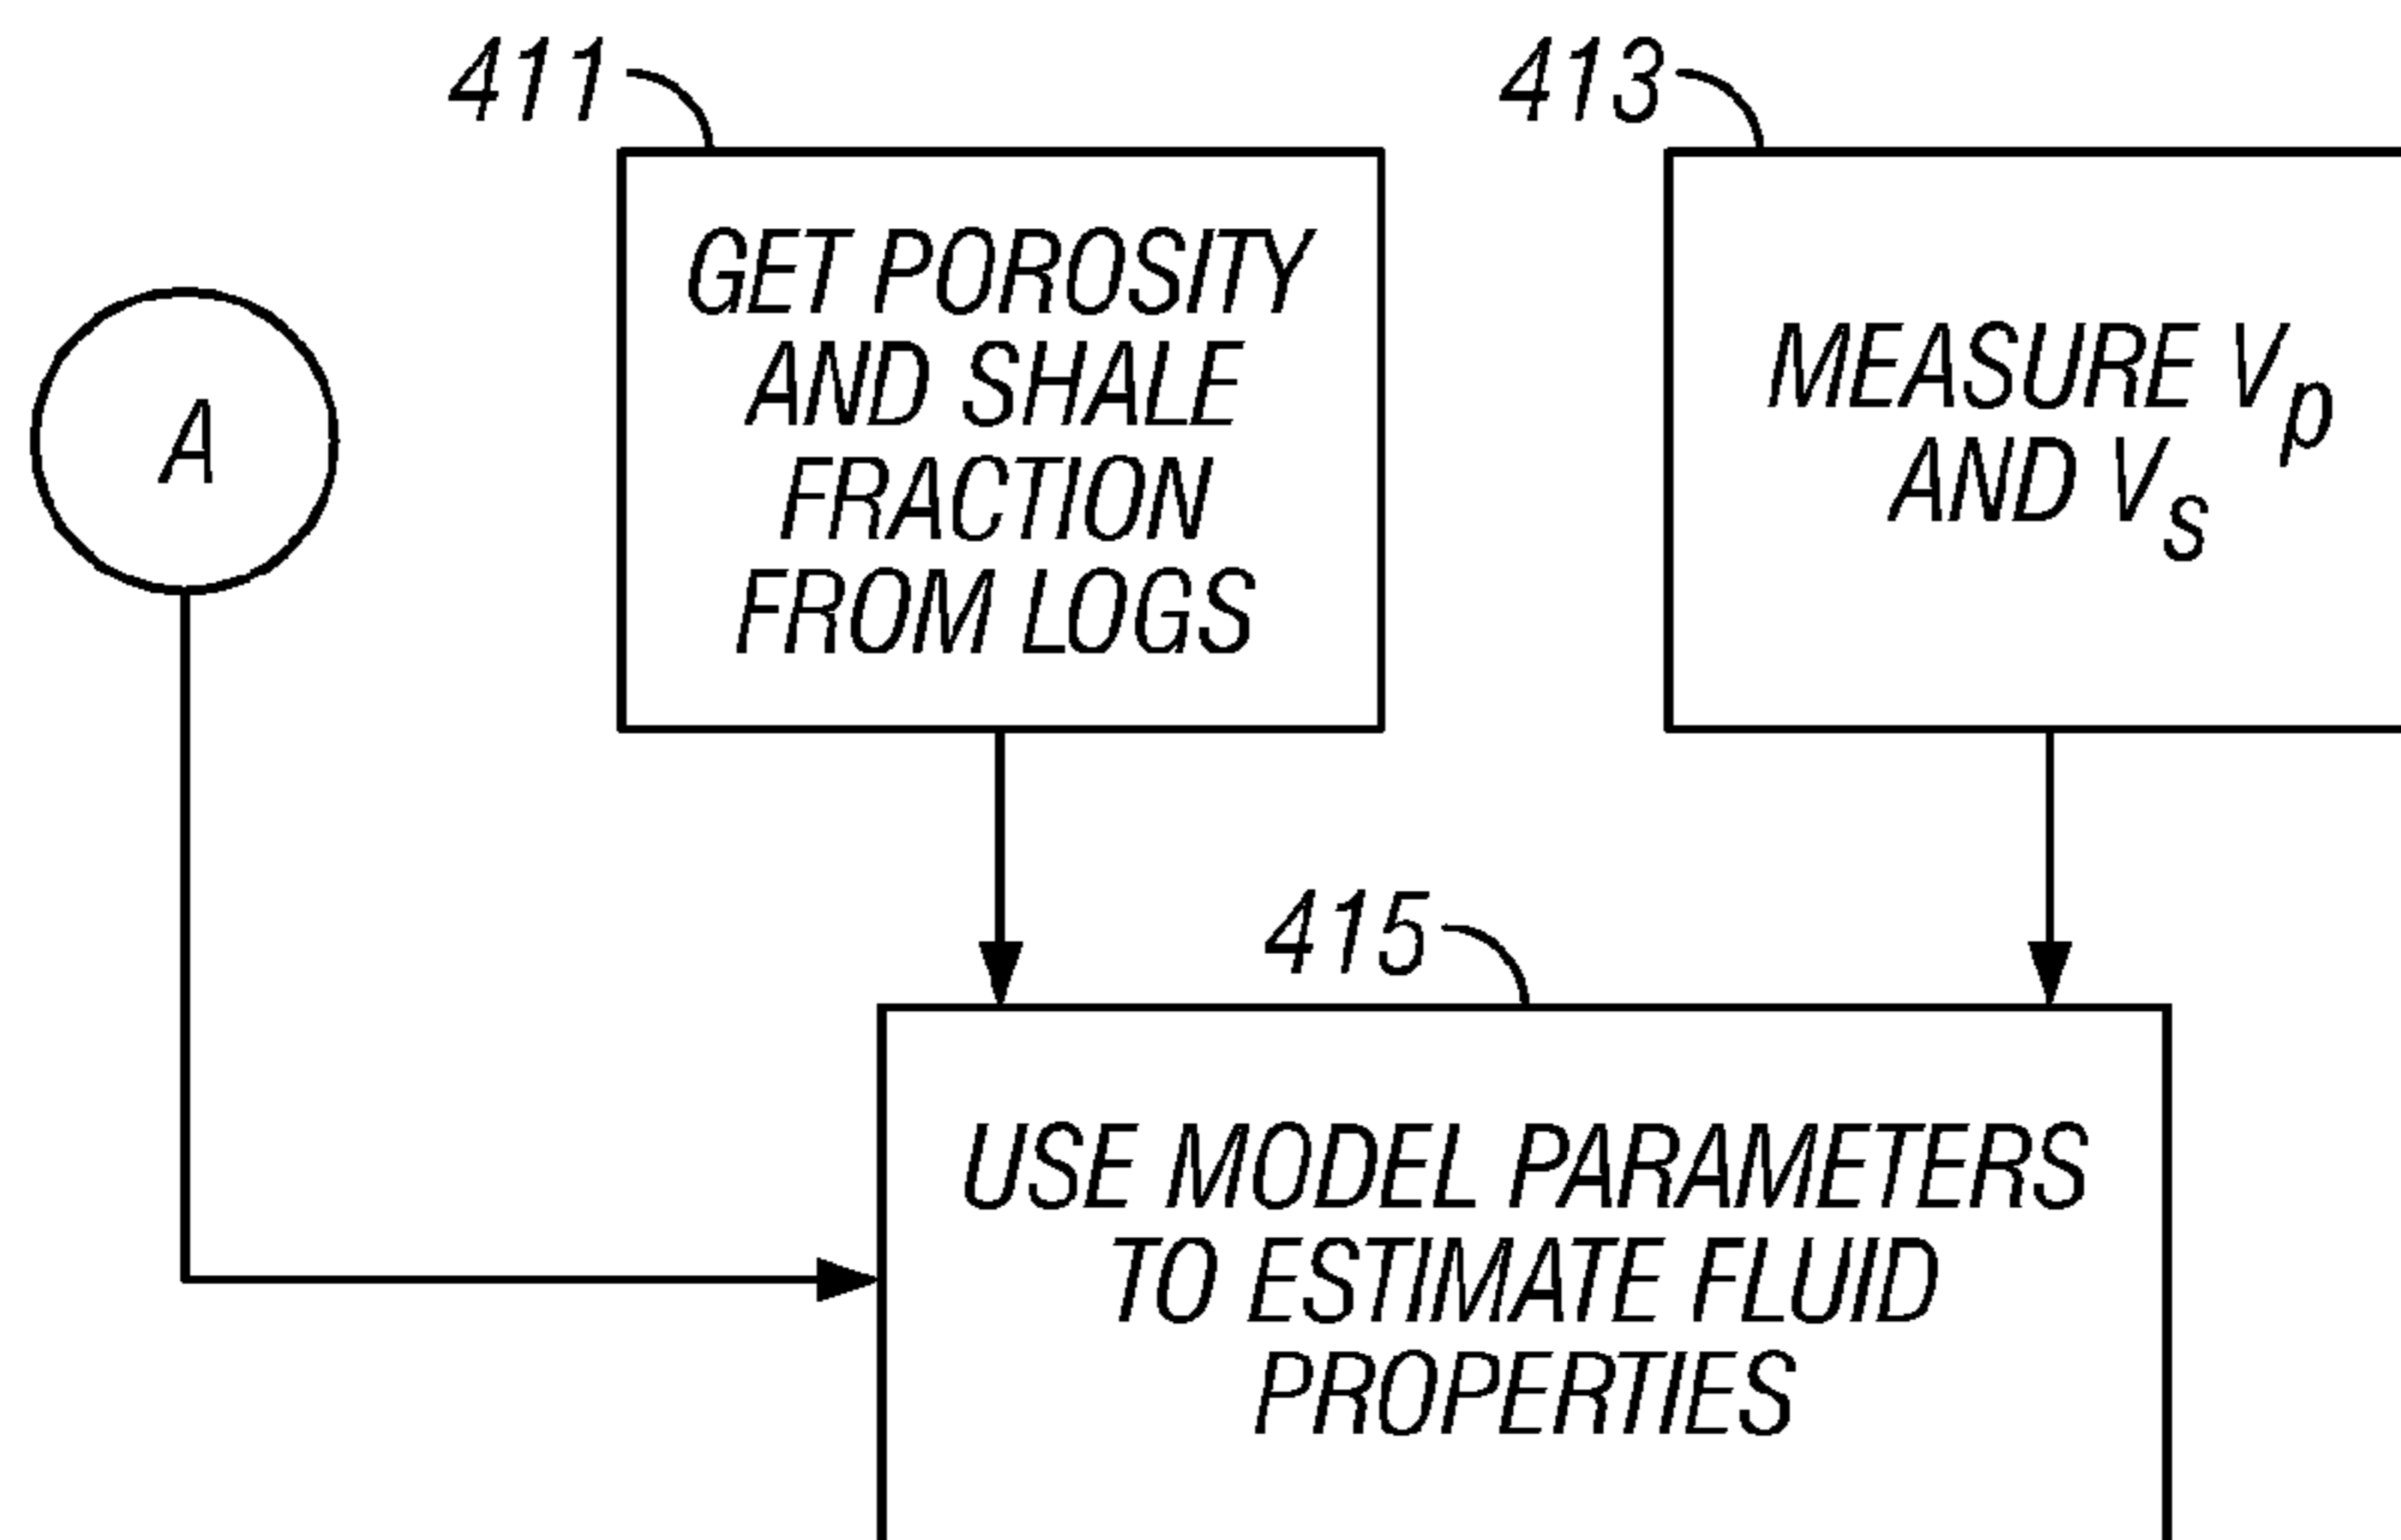 411
GET POROSITY
AND SHALE
FRACTION
FROM LOGS
413
MEASURE Vp
AND Vs
A
415
USE MODEL PARAMETERS
TO ESTIMATE FLUID
PROPERTIES